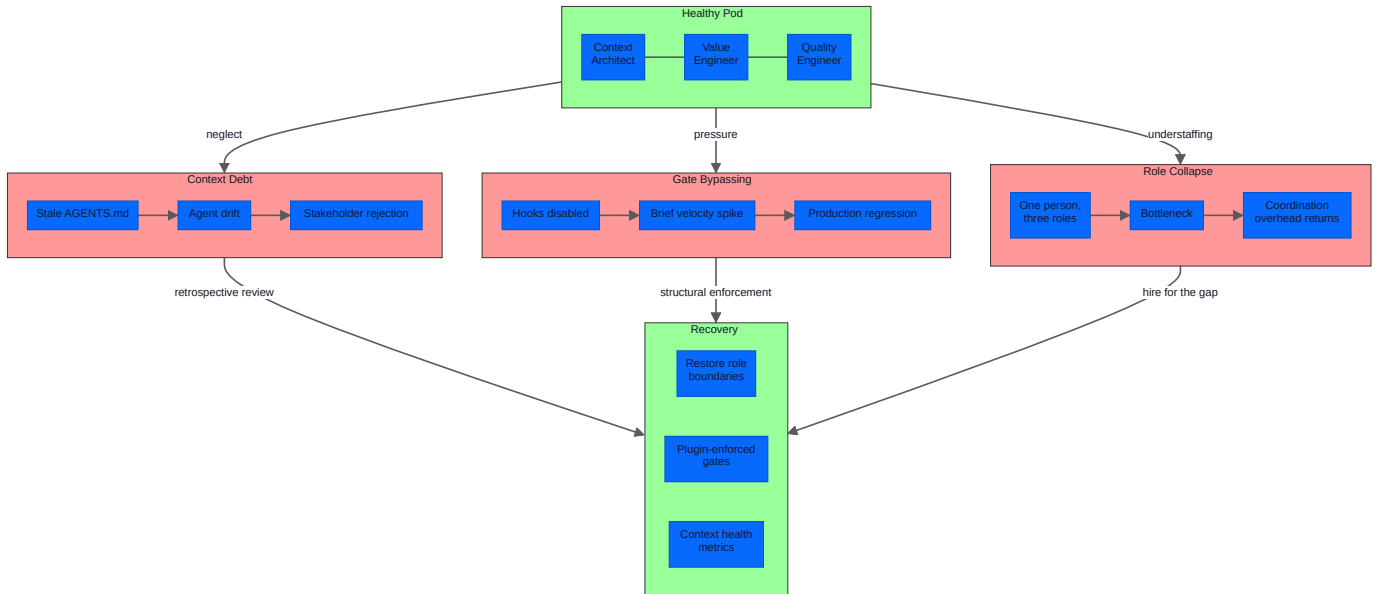 Healthy Pod
Context
Architect
Value
Engineer
Quality
Engineer
neglect
pressure
understaffing
Context Debt
Stale AGENTS.md
Agent drift
Stakeholder rejection
Gate Bypassing
Hooks disabled
Brief velocity spike
Production regression
Role Collapse
One person,
three roles
Bottleneck
Coordination
overhead returns
retrospective review
structural enforcement
hire for the gap
Recovery
Restore role
boundaries
Plugin-enforced
gates
Context health
metrics